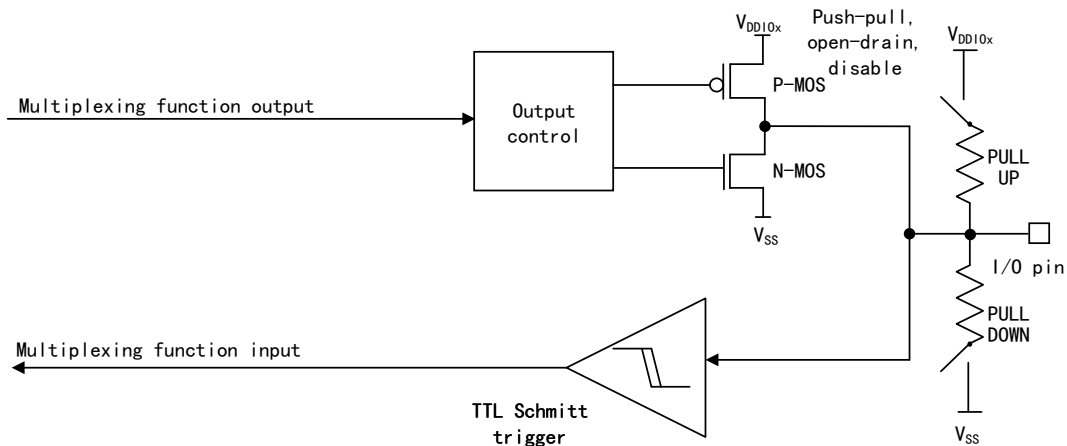 Push-pull,
open-drain,
disable
VDDIOx
VDDIOx
P-MOS
Multiplexing function output
Output
control
PULL
UP
N-MOS
VSS
I/O pin
PULL
DOWN
Multiplexing function input
TTL Schmitt
trigger
VSS